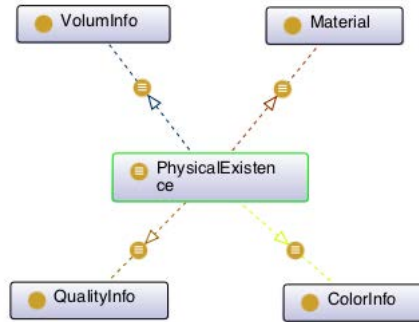 VolumInfo
Material
PhysicalExisten
ce
QualityInfo
ColorInfo